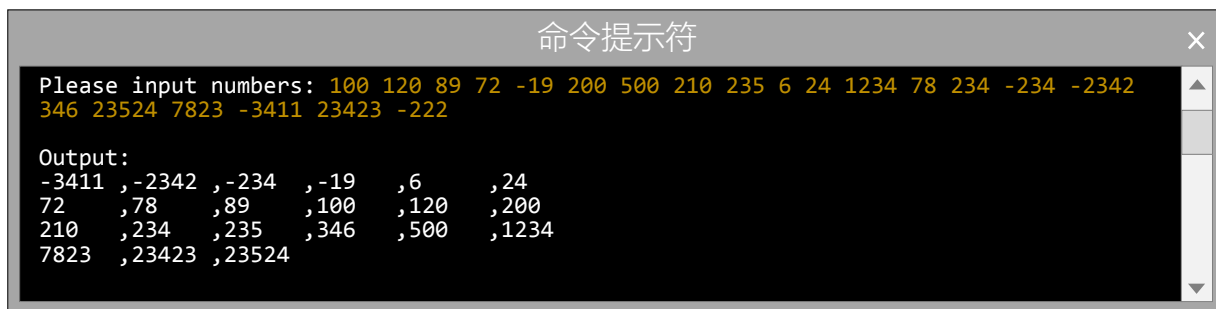 命令提示符
Please input numbers: 100 120 89 72 -19 200 500 210 235 6 24 1234 78 234 -234 -2342
346 23524 7823 -3411 23423 -222
Output:
-3411 ,-2342 ,-234 ,-19 ,6 ,24
72 ,78 ,89 ,100 ,120 ,200
210 ,234 ,235 ,346 ,500 ,1234
7823 ,23423 ,23524